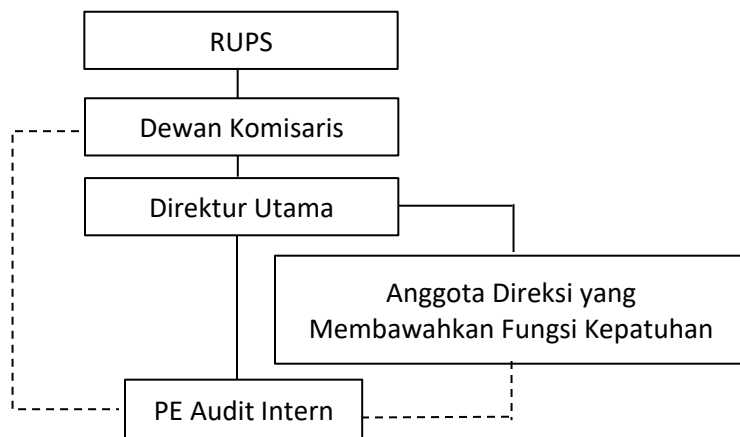 RUPS
Dewan Komisaris
Direktur Utama
Anggota Direksi yang
Membawahkan Fungsi Kepatuhan
PE Audit Intern